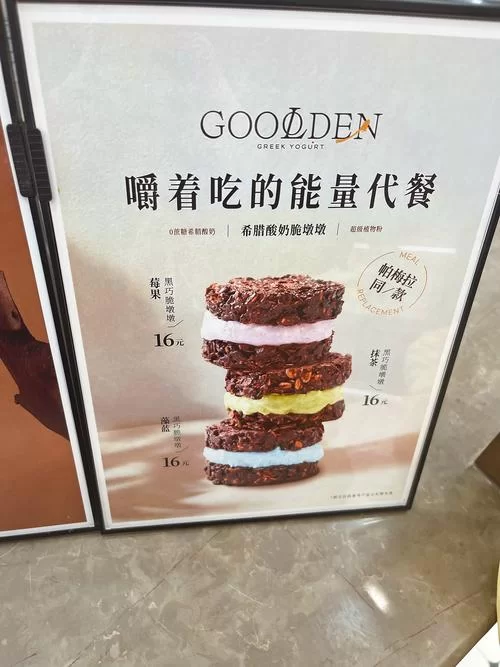 GOOLDEN
GREEK YOGURT
嚼着吃的能量代餐
0蔗糖希腊酸奶 | 希腊酸奶脆墩墩 | 超级植物粉
MEAL
帕梅拉
同/款
REPLACEMENT
莓果
黑巧脆墩墩
16元
抹茶
黑巧脆墩墩
16元
藻蓝
黑巧脆墩墩
16元